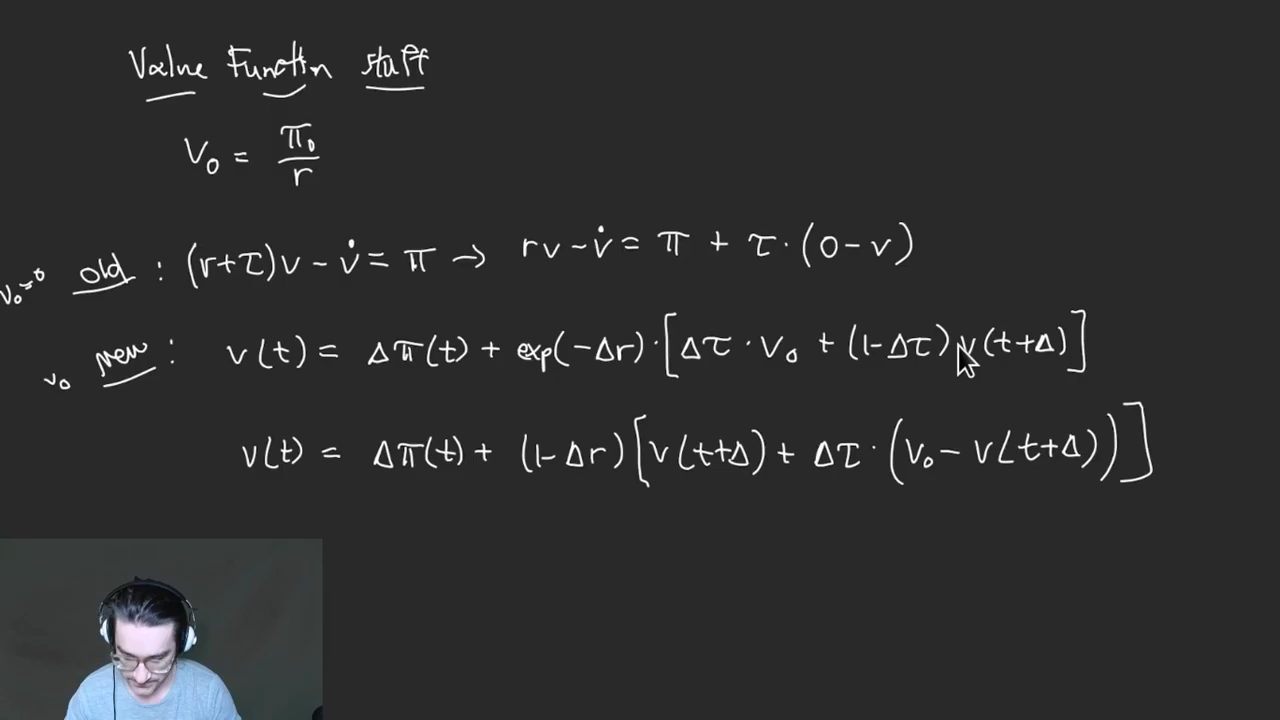 Value Function stuff
V₀ = π₀/r
V₀=0 old : (r+τ)v − v̇ = π → rv − v̇ = π + τ·(0−v)
v₀ new : v(t) = Δπ(t) + exp(−Δr)·[Δτ·V₀ + (1−Δτ)v(t+Δ)]
v(t) = Δπ(t) + (1−Δr)[v(t+Δ) + Δτ·(v₀ − v(t+Δ))]